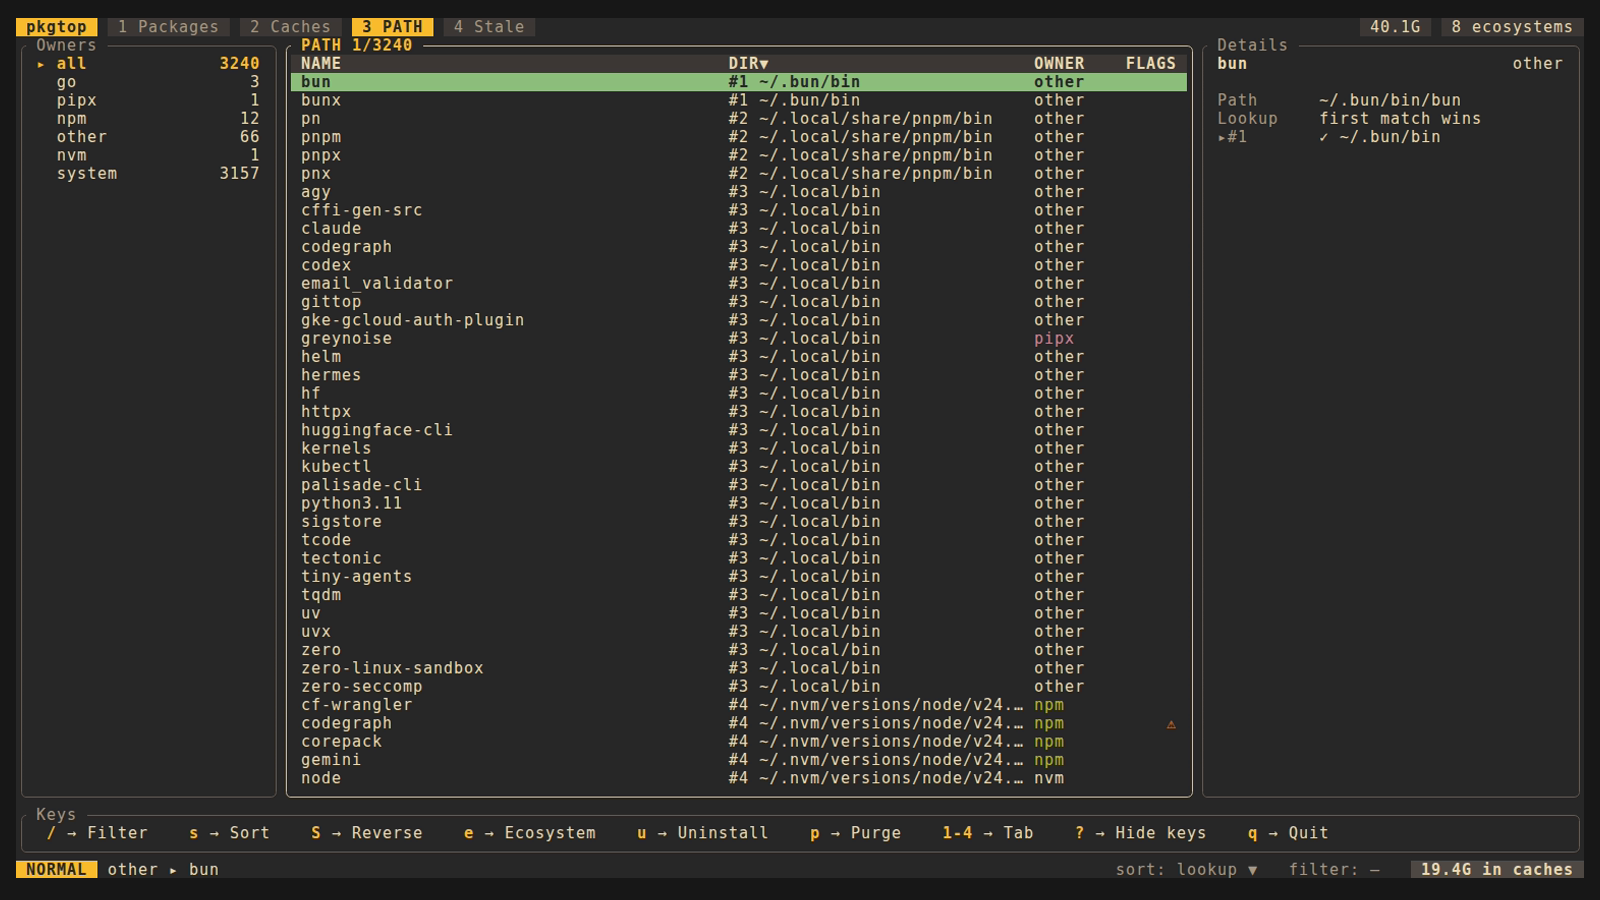 pkgtop 1 Packages 2 Caches 3 PATH 4 Stale 40.1G 8 ecosystems
Owners
▸ all 3240
go 3
pipx 1
npm 12
other 66
nvm 1
system 3157
PATH 1/3240
NAME DIR▼ OWNER FLAGS
bun #1 ~/.bun/bin other
bunx #1 ~/.bun/bin other
pn #2 ~/.local/share/pnpm/bin other
pnpm #2 ~/.local/share/pnpm/bin other
pnpx #2 ~/.local/share/pnpm/bin other
pnx #2 ~/.local/share/pnpm/bin other
agy #3 ~/.local/bin other
cffi-gen-src #3 ~/.local/bin other
claude #3 ~/.local/bin other
codegraph #3 ~/.local/bin other
codex #3 ~/.local/bin other
email_validator #3 ~/.local/bin other
gittop #3 ~/.local/bin other
gke-gcloud-auth-plugin #3 ~/.local/bin other
greynoise #3 ~/.local/bin pipx
helm #3 ~/.local/bin other
hermes #3 ~/.local/bin other
hf #3 ~/.local/bin other
httpx #3 ~/.local/bin other
huggingface-cli #3 ~/.local/bin other
kernels #3 ~/.local/bin other
kubectl #3 ~/.local/bin other
palisade-cli #3 ~/.local/bin other
python3.11 #3 ~/.local/bin other
sigstore #3 ~/.local/bin other
tcode #3 ~/.local/bin other
tectonic #3 ~/.local/bin other
tiny-agents #3 ~/.local/bin other
tqdm #3 ~/.local/bin other
uv #3 ~/.local/bin other
uvx #3 ~/.local/bin other
zero #3 ~/.local/bin other
zero-linux-sandbox #3 ~/.local/bin other
zero-seccomp #3 ~/.local/bin other
cf-wrangler #4 ~/.nvm/versions/node/v24.… npm
codegraph #4 ~/.nvm/versions/node/v24.… npm ⚠
corepack #4 ~/.nvm/versions/node/v24.… npm
gemini #4 ~/.nvm/versions/node/v24.… npm
node #4 ~/.nvm/versions/node/v24.… nvm
Details
bun other
Path ~/.bun/bin/bun
Lookup first match wins
▸#1 ✓ ~/.bun/bin
Keys
/ → Filter s → Sort S → Reverse e → Ecosystem u → Uninstall p → Purge 1-4 → Tab ? → Hide keys q → Quit
NORMAL other ▸ bun sort: lookup ▼ filter: — 19.4G in caches